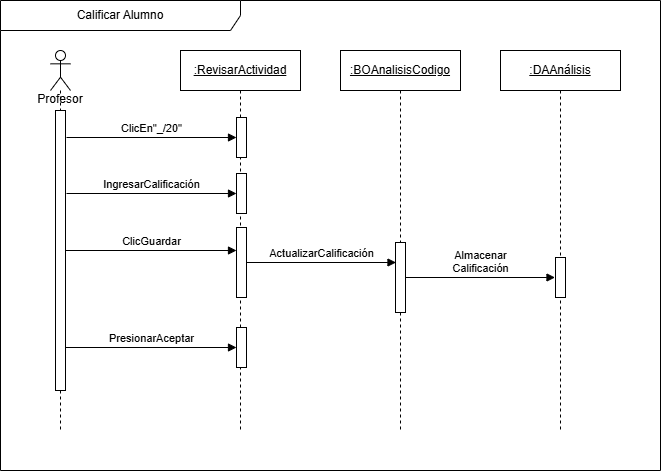 Calificar Alumno
Profesor
:RevisarActividad
:BOAnalisisCodigo
:DAAnálisis
ClicEn"_/20"
IngresarCalificación
ClicGuardar
ActualizarCalificación
Almacenar
Calificación
PresionarAceptar